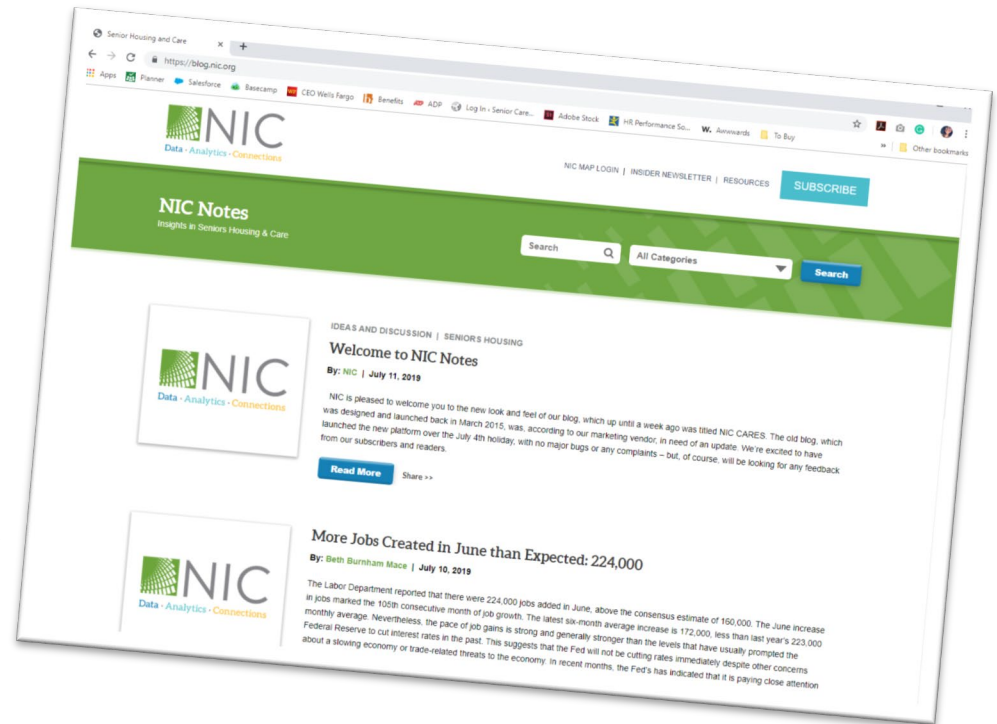 Senior Housing and Care
https://blog.nic.org
Apps Planner Salesforce Basecamp CEO Wells Fargo Benefits ADP Log In - Senior Care... Adobe Stock HR Performance So... W. Awwwards To Buy » Other bookmarks
NIC
Data · Analytics · Connections
NIC MAP LOGIN | INSIDER NEWSLETTER | RESOURCES
SUBSCRIBE
NIC Notes
Insights in Seniors Housing & Care
Search
All Categories
Search
NIC
Data · Analytics · Connections
IDEAS AND DISCUSSION | SENIORS HOUSING
Welcome to NIC Notes
By: NIC | July 11, 2019
NIC is pleased to welcome you to the new look and feel of our blog, which up until a week ago was titled NIC CARES. The old blog, which
was designed and launched back in March 2015, was, according to our marketing vendor, in need of an update. We're excited to have
launched the new platform over the July 4th holiday, with no major bugs or any complaints – but, of course, will be looking for any feedback
from our subscribers and readers.
Read More
Share >>
NIC
Data · Analytics · Connections
More Jobs Created in June than Expected: 224,000
By: Beth Burnham Mace | July 10, 2019
The Labor Department reported that there were 224,000 jobs added in June, above the consensus estimate of 160,000. The June increase
in jobs marked the 105th consecutive month of job growth. The latest six-month average increase is 172,000, less than last year's 223,000
monthly average. Nevertheless, the pace of job gains is strong and generally stronger than the levels that have usually prompted the
Federal Reserve to cut interest rates in the past. This suggests that the Fed will not be cutting rates immediately despite other concerns
about a slowing economy or trade-related threats to the economy. In recent months, the Fed's has indicated that it is paying close attention